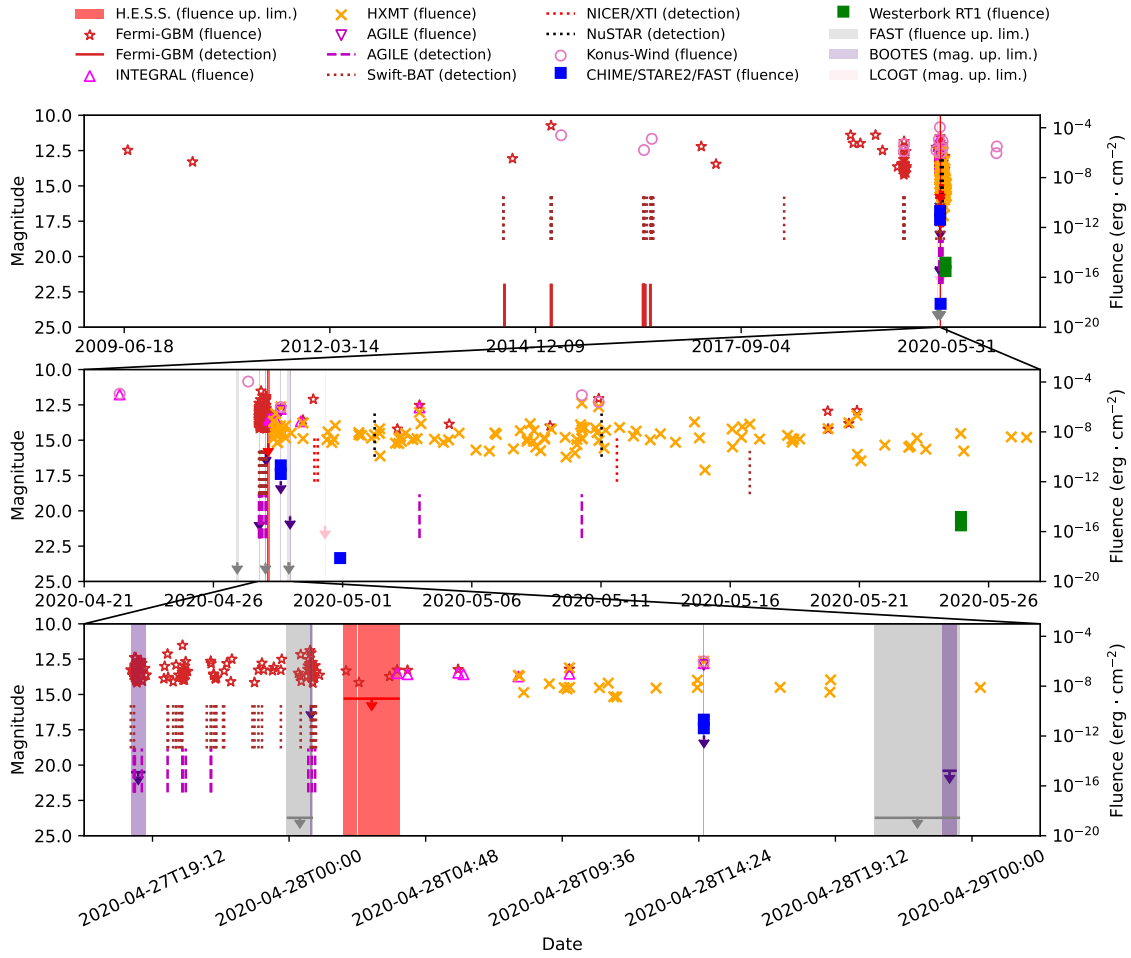 H.E.S.S. (fluence up. lim.)
Fermi-GBM (fluence)
Fermi-GBM (detection)
INTEGRAL (fluence)
HXMT (fluence)
AGILE (fluence)
AGILE (detection)
Swift-BAT (detection)
NICER/XTI (detection)
NuSTAR (detection)
Konus-Wind (fluence)
CHIME/STARE2/FAST (fluence)
Westerbork RT1 (fluence)
FAST (fluence up. lim.)
BOOTES (mag. up. lim.)
LCOGT (mag. up. lim.)
10.0
12.5
15.0
17.5
20.0
22.5
25.0
Magnitude
10⁻⁴
10⁻⁸
10⁻¹²
10⁻¹⁶
10⁻²⁰
Fluence (erg · cm⁻²)
2009-06-18 2012-03-14 2014-12-09 2017-09-04 2020-05-31
10.0
12.5
15.0
17.5
20.0
22.5
25.0
Magnitude
10⁻⁴
10⁻⁸
10⁻¹²
10⁻¹⁶
10⁻²⁰
Fluence (erg · cm⁻²)
2020-04-21 2020-04-26 2020-05-01 2020-05-06 2020-05-11 2020-05-16 2020-05-21 2020-05-26
10.0
12.5
15.0
17.5
20.0
22.5
25.0
Magnitude
10⁻⁴
10⁻⁸
10⁻¹²
10⁻¹⁶
10⁻²⁰
Fluence (erg · cm⁻²)
2020-04-27T19:12 2020-04-28T00:00 2020-04-28T04:48 2020-04-28T09:36 2020-04-28T14:24 2020-04-28T19:12 2020-04-29T00:00
Date